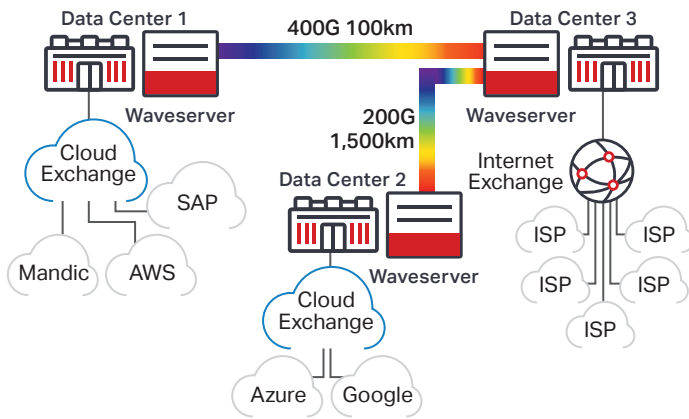 Data Center 1
400G 100km
Data Center 3
Waveserver
Waveserver
200G
1,500km
Cloud
Exchange
Internet
Exchange
Data Center 2
SAP
Mandic
AWS
Waveserver
ISP
ISP
ISP
ISP
ISP
Cloud
Exchange
Azure
Google